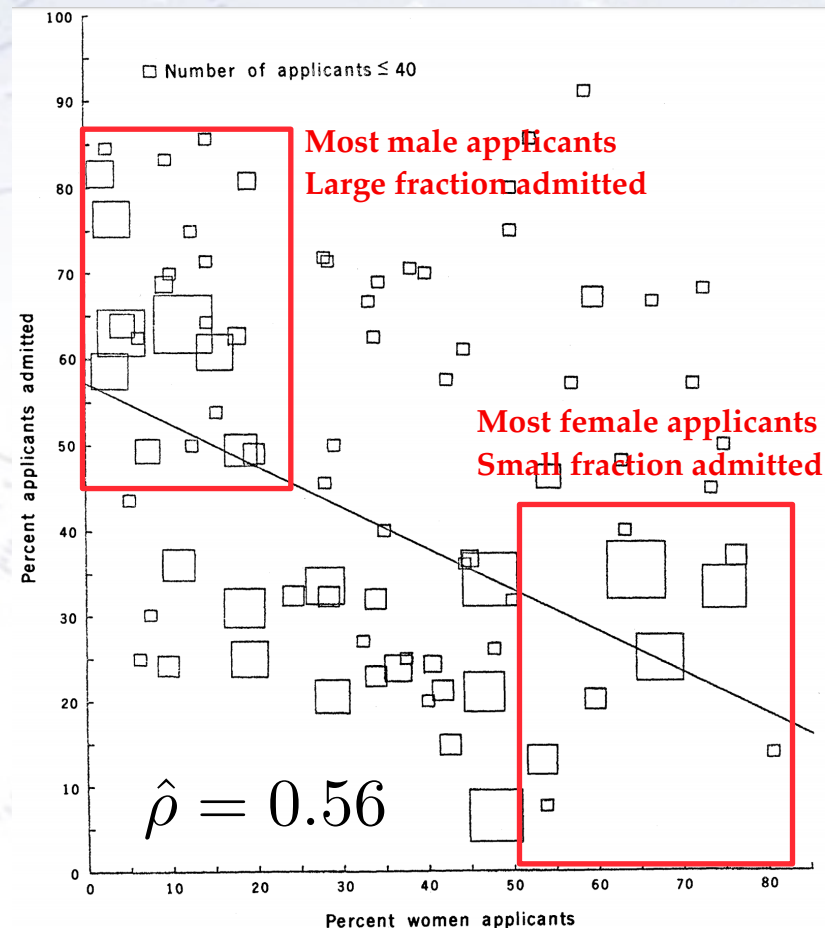 100
□ Number of applicants ≤ 40
90
Most male applicants
Large fraction admitted
80
70
60
Most female applicants
Small fraction admitted
50
40
30
20
10
0
ρ̂ = 0.56
0 10 20 30 40 50 60 70 80
Percent women applicants
Percent applicants admitted